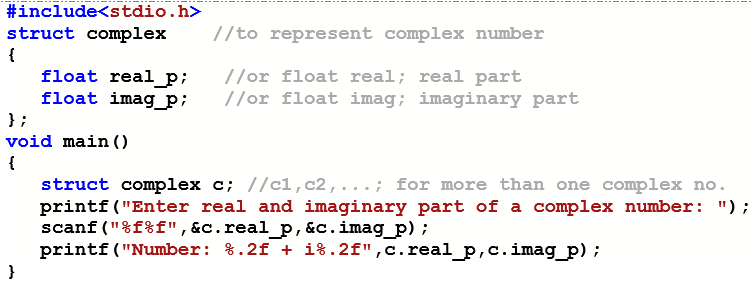 #include<stdio.h>
struct complex    //to represent complex number
{
   float real_p;   //or float real; real part
   float imag_p;   //or float imag; imaginary part
};
void main()
{
   struct complex c; //c1,c2,...; for more than one complex no.
   printf("Enter real and imaginary part of a complex number: ");
   scanf("%f%f",&c.real_p,&c.imag_p);
   printf("Number: %.2f + i%.2f",c.real_p,c.imag_p);
}